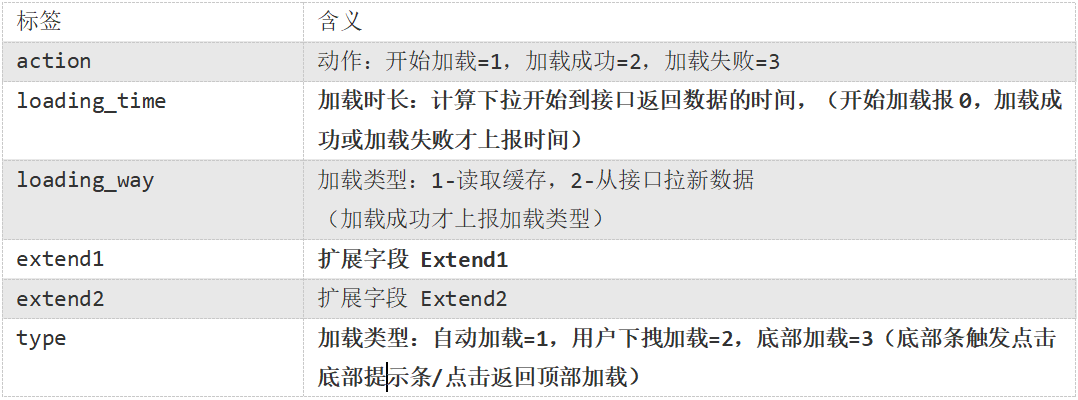 标签 含义
action 动作：开始加载=1，加载成功=2，加载失败=3
loading_time 加载时长：计算下拉开始到接口返回数据的时间，（开始加载报0，加载成
功或加载失败才上报时间）
loading_way 加载类型：1-读取缓存，2-从接口拉新数据
（加载成功才上报加载类型）
extend1 扩展字段 Extend1
extend2 扩展字段 Extend2
type 加载类型：自动加载=1，用户下拽加载=2，底部加载=3（底部条触发点击
底部提示条/点击返回顶部加载）